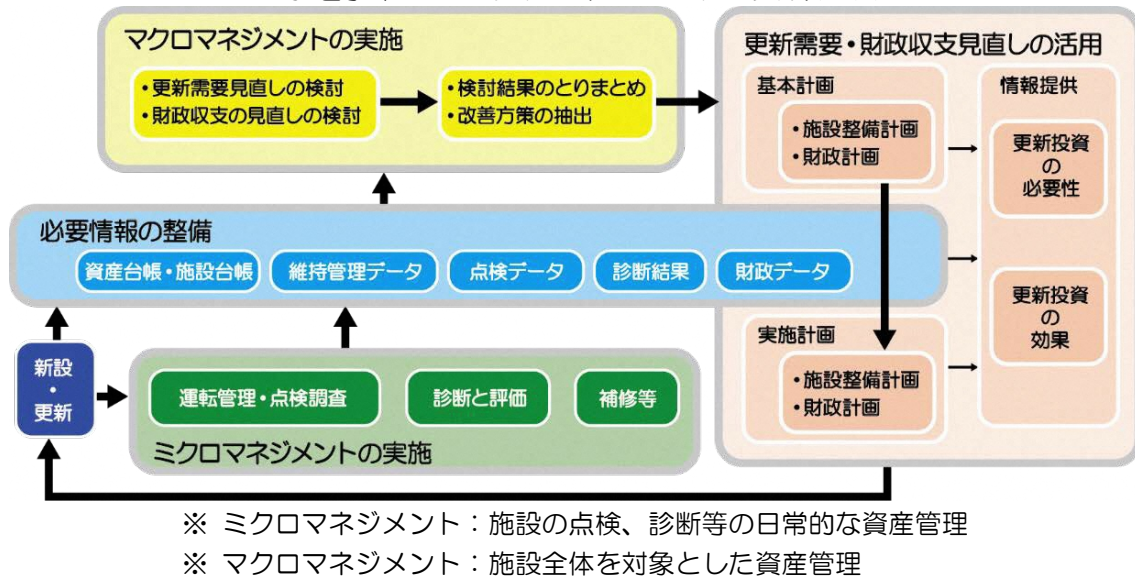 マクロマネジメントの実施
・更新需要見直しの検討
・財政収支の見直しの検討
・検討結果のとりまとめ
・改善方策の抽出
更新需要・財政収支見直しの活用
基本計画
・施設整備計画
・財政計画
情報提供
更新投資
の
必要性
必要情報の整備
資産台帳・施設台帳
維持管理データ
点検データ
診断結果
財政データ
更新投資
の
効果
実施計画
・施設整備計画
・財政計画
新設
・
更新
運転管理・点検調査
診断と評価
補修等
ミクロマネジメントの実施
※ ミクロマネジメント：施設の点検、診断等の日常的な資産管理
※ マクロマネジメント：施設全体を対象とした資産管理